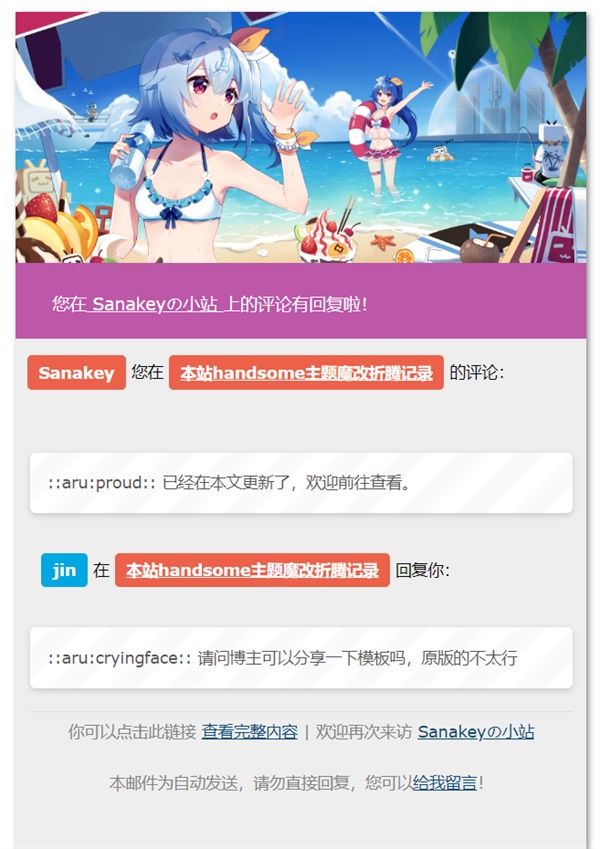 您在 Sanakeyの小站 上的评论有回复啦！
Sanakey 您在 本站handsome主题魔改折腾记录 的评论：
::aru:proud:: 已经在本文更新了，欢迎前往查看。
jin 在 本站handsome主题魔改折腾记录 回复你：
::aru:cryingface:: 请问博主可以分享一下模板吗，原版的不太行
你可以点击此链接 查看完整内容 | 欢迎再次来访 Sanakeyの小站
本邮件为自动发送，请勿直接回复，您可以给我留言！